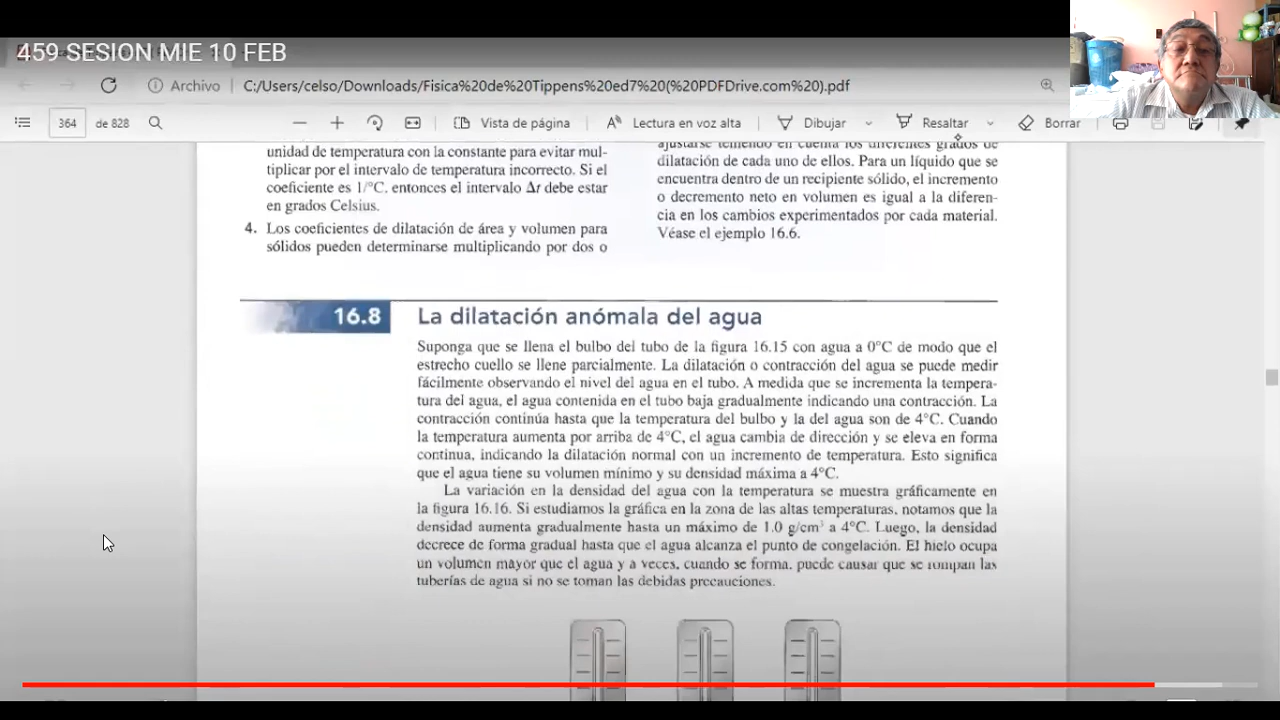 459 SESION MIE 10 FEB
Archivo C:/Users/celso/Downloads/Fisica%20de%20Tippens%20ed7%20(%20PDFDrive.com%20).pdf
364 de 828 Vista de página Lectura en voz alta Dibujar Resaltar Borrar
unidad de temperatura con la constante para evitar mul-
tiplicar por el intervalo de temperatura incorrecto. Si el
coeficiente es 1/°C, entonces el intervalo Δt debe estar
en grados Celsius.
4. Los coeficientes de dilatación de área y volumen para
sólidos pueden determinarse multiplicando por dos o
ajustarse teniendo en cuenta los diferentes grados de
dilatación de cada uno de ellos. Para un líquido que se
encuentra dentro de un recipiente sólido, el incremento
o decremento neto en volumen es igual a la diferen-
cia en los cambios experimentados por cada material.
Véase el ejemplo 16.6.
16.8 La dilatación anómala del agua
Suponga que se llena el bulbo del tubo de la figura 16.15 con agua a 0°C de modo que el
estrecho cuello se llene parcialmente. La dilatación o contracción del agua se puede medir
fácilmente observando el nivel del agua en el tubo. A medida que se incrementa la tempera-
tura del agua, el agua contenida en el tubo baja gradualmente indicando una contracción. La
contracción continúa hasta que la temperatura del bulbo y la del agua son de 4°C. Cuando
la temperatura aumenta por arriba de 4°C, el agua cambia de dirección y se eleva en forma
continua, indicando la dilatación normal con un incremento de temperatura. Esto significa
que el agua tiene su volumen mínimo y su densidad máxima a 4°C.
La variación en la densidad del agua con la temperatura se muestra gráficamente en
la figura 16.16. Si estudiamos la gráfica en la zona de las altas temperaturas, notamos que la
densidad aumenta gradualmente hasta un máximo de 1.0 g/cm³ a 4°C. Luego, la densidad
decrece de forma gradual hasta que el agua alcanza el punto de congelación. El hielo ocupa
un volumen mayor que el agua y a veces, cuando se forma, puede causar que se rompan las
tuberías de agua si no se toman las debidas precauciones.